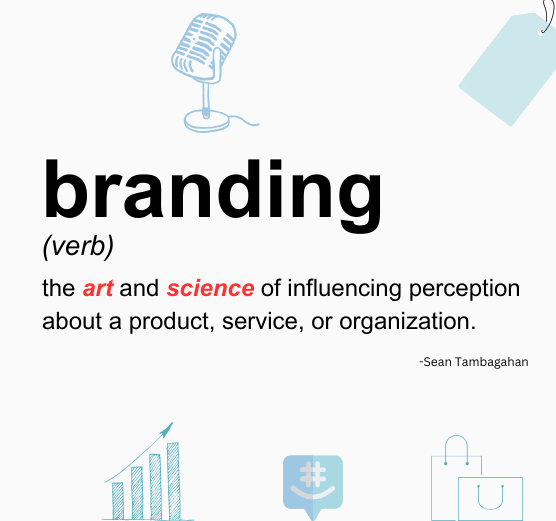 branding
(verb)
the art and science of influencing perception
about a product, service, or organization.
-Sean Tambagahan